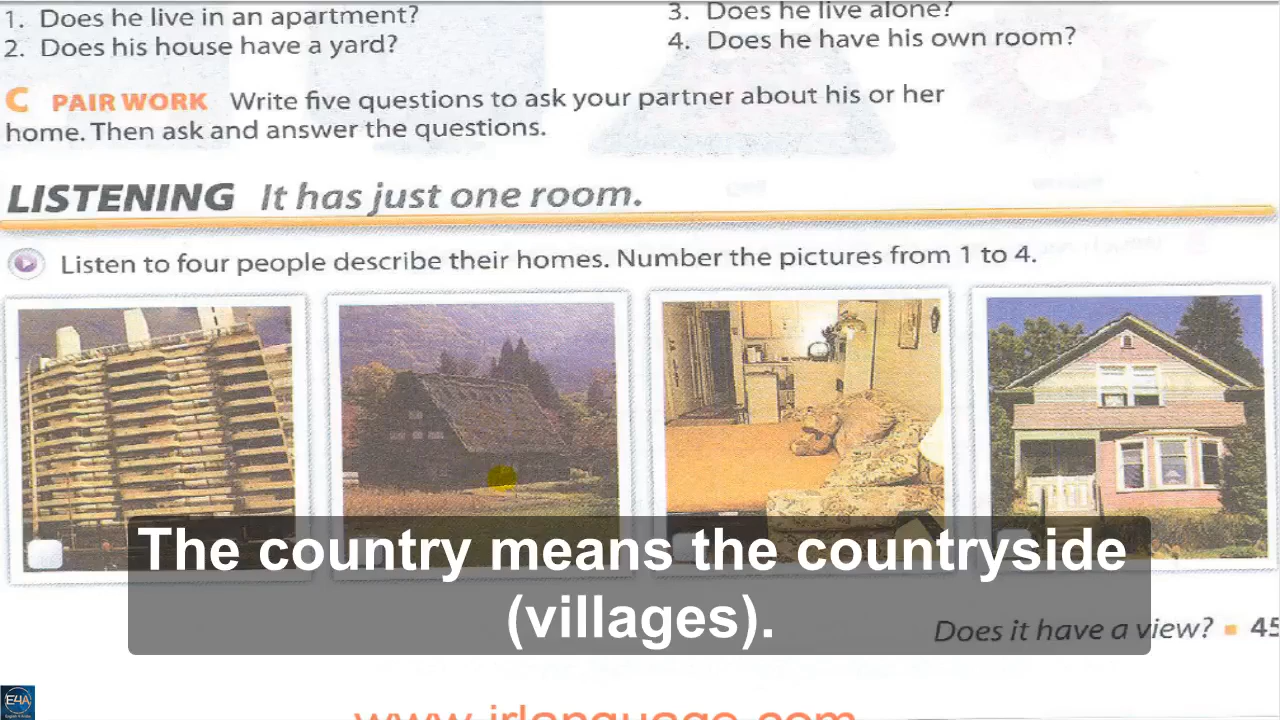 1. Does he live in an apartment?
2. Does his house have a yard?
3. Does he live alone?
4. Does he have his own room?
C PAIR WORK Write five questions to ask your partner about his or her
home. Then ask and answer the questions.
LISTENING It has just one room.
Listen to four people describe their homes. Number the pictures from 1 to 4.
The country means the countryside
(villages).
Does it have a view? ■ 45
E4A
www.irlanguage.com